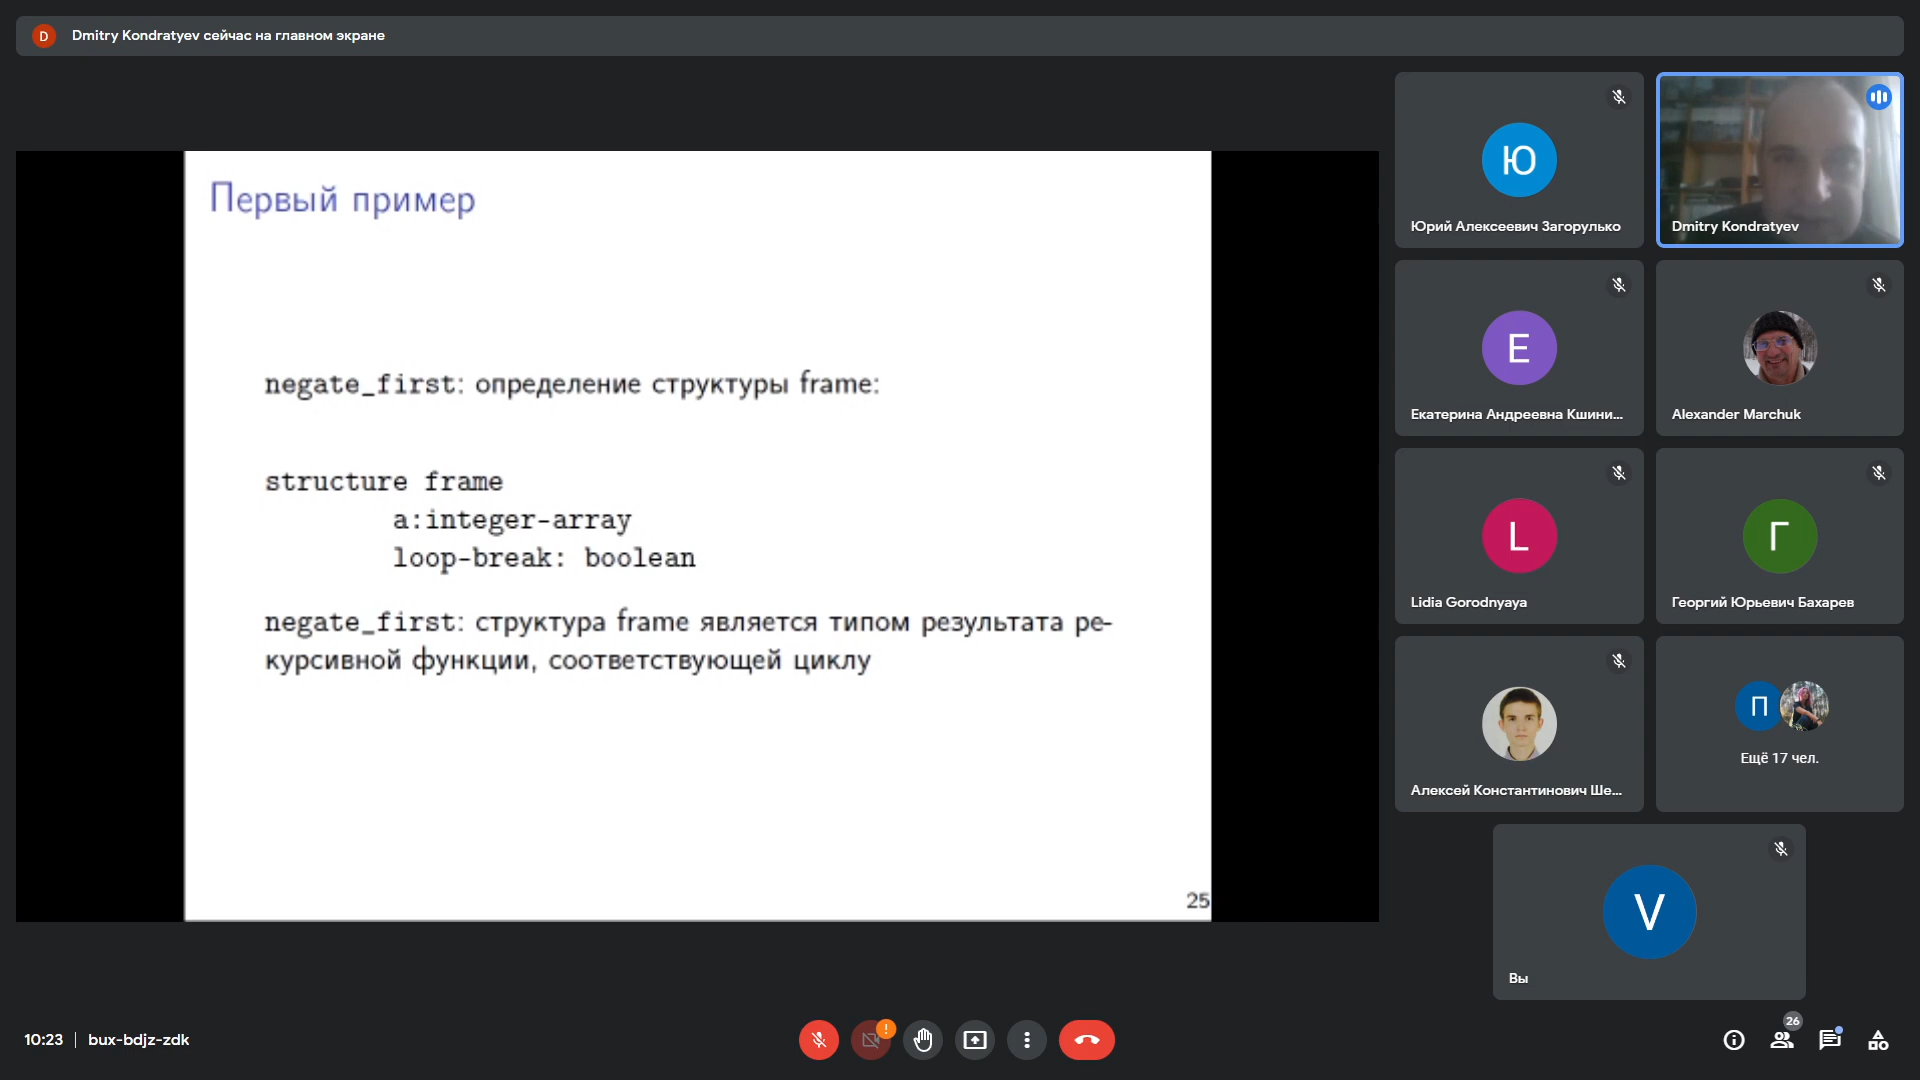 D
Dmitry Kondratyev сейчас на главном экране
Первый пример
negate_first: определение структуры frame:
structure frame
a:integer-array
loop-break: boolean
negate_first: структура frame является типом результата ре-
курсивной функции, соответствующей циклу
25
Ю
Юрий Алексеевич Загорулько
Dmitry Kondratyev
Е
Екатерина Андреевна Кшини...
Alexander Marchuk
L
Lidia Gorodnyaya
Г
Георгий Юрьевич Бахарев
Алексей Константинович Ше...
П
Ещё 17 чел.
V
Вы
10:23 | bux-bdjz-zdk
!
26